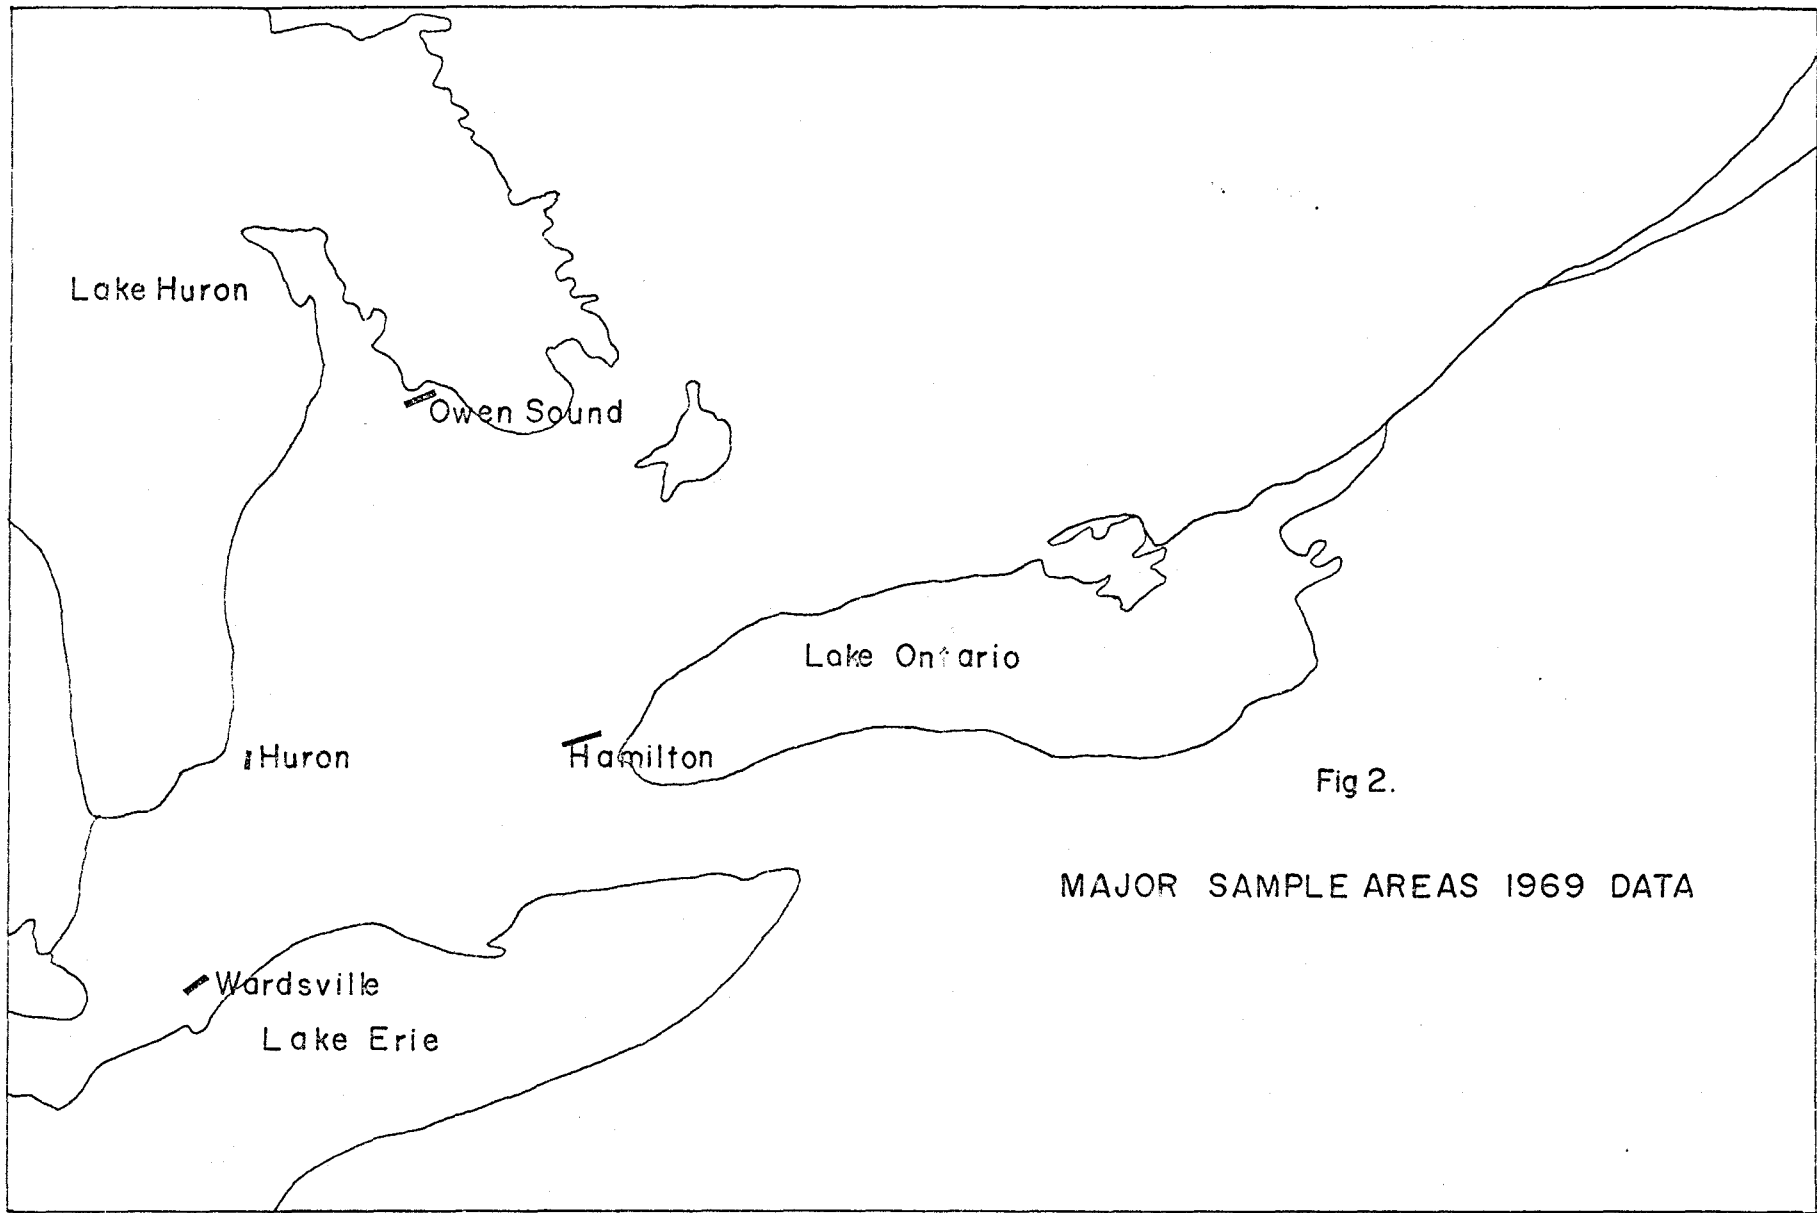 Lake Huron
Owen Sound
Lake Ontario
Huron
Hamilton
Fig 2.
MAJOR SAMPLE AREAS 1969 DATA
Wardsville
Lake Erie